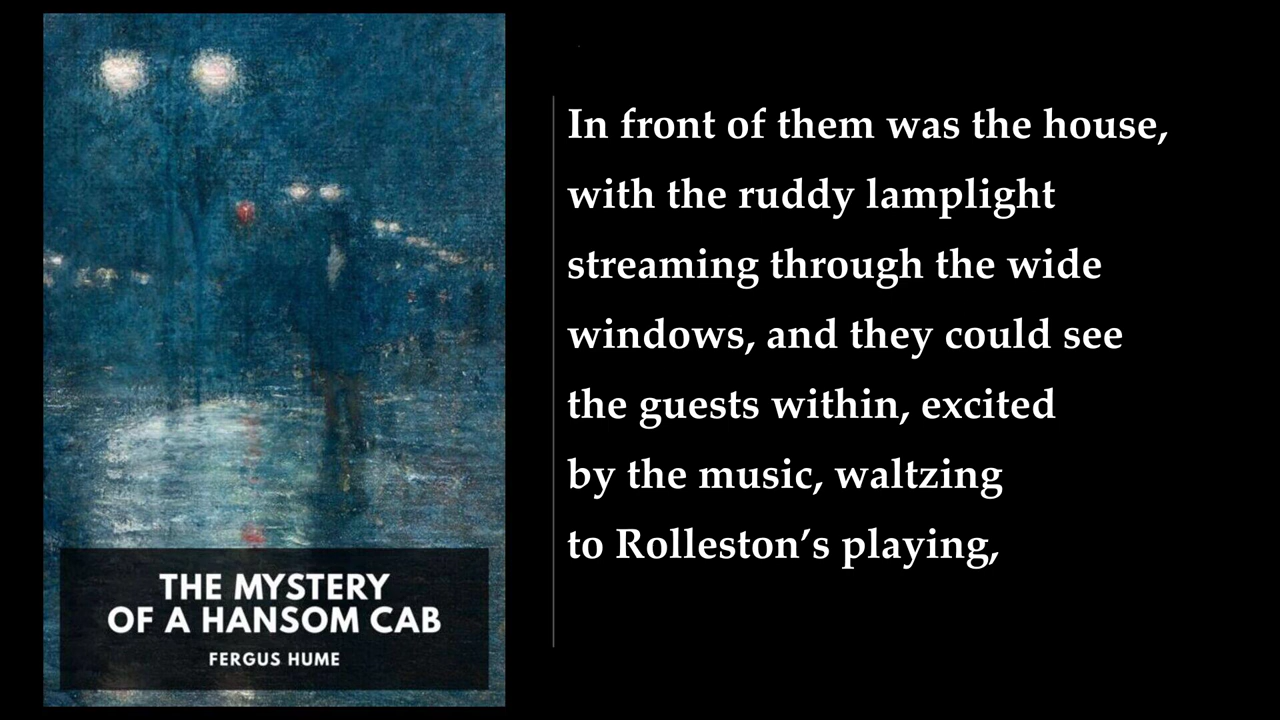 THE MYSTERY
OF A HANSOM CAB
FERGUS HUME
In front of them was the house,
with the ruddy lamplight
streaming through the wide
windows, and they could see
the guests within, excited
by the music, waltzing
to Rolleston’s playing,